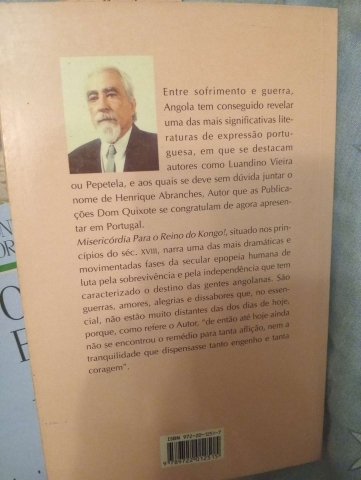 Entre sofrimento e guerra,
Angola tem conseguido revelar
uma das mais significativas lite-
raturas de expressão portu-
guesa, em que se destacam
autores como Luandino Vieira
ou Pepetela, e aos quais se deve sem dúvida juntar o
nome de Henrique Abranches, Autor que as Publica-
ções Dom Quixote se congratulam de agora apresen-
tar em Portugal.
Misericórdia Para o Reino do Kongo!, situado nos prin-
cípios do séc. XVIII, narra uma das mais dramáticas e
movimentadas fases da secular epopeia humana de
luta pela sobrevivência e pela independência que tem
caracterizado o destino das gentes angolanas. São
guerras, amores, alegrias e dissabores que, no essen-
cial, não estão muito distantes das dos dias de hoje,
porque, como refere o Autor, "de então até hoje ainda
não se encontrou o remédio para tanta aflição, nem a
tranquilidade que dispensasse tanto engenho e tanta
coragem".